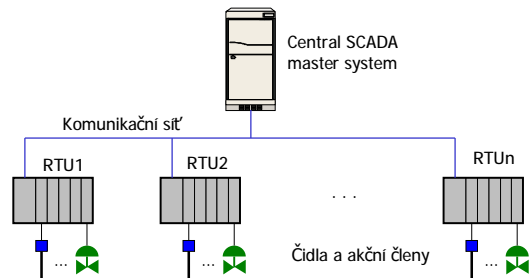 Central SCADA
master system
Komunikační síť
RTU1
RTU2
RTUn
. . .
... ... ...
Čidla a akční členy